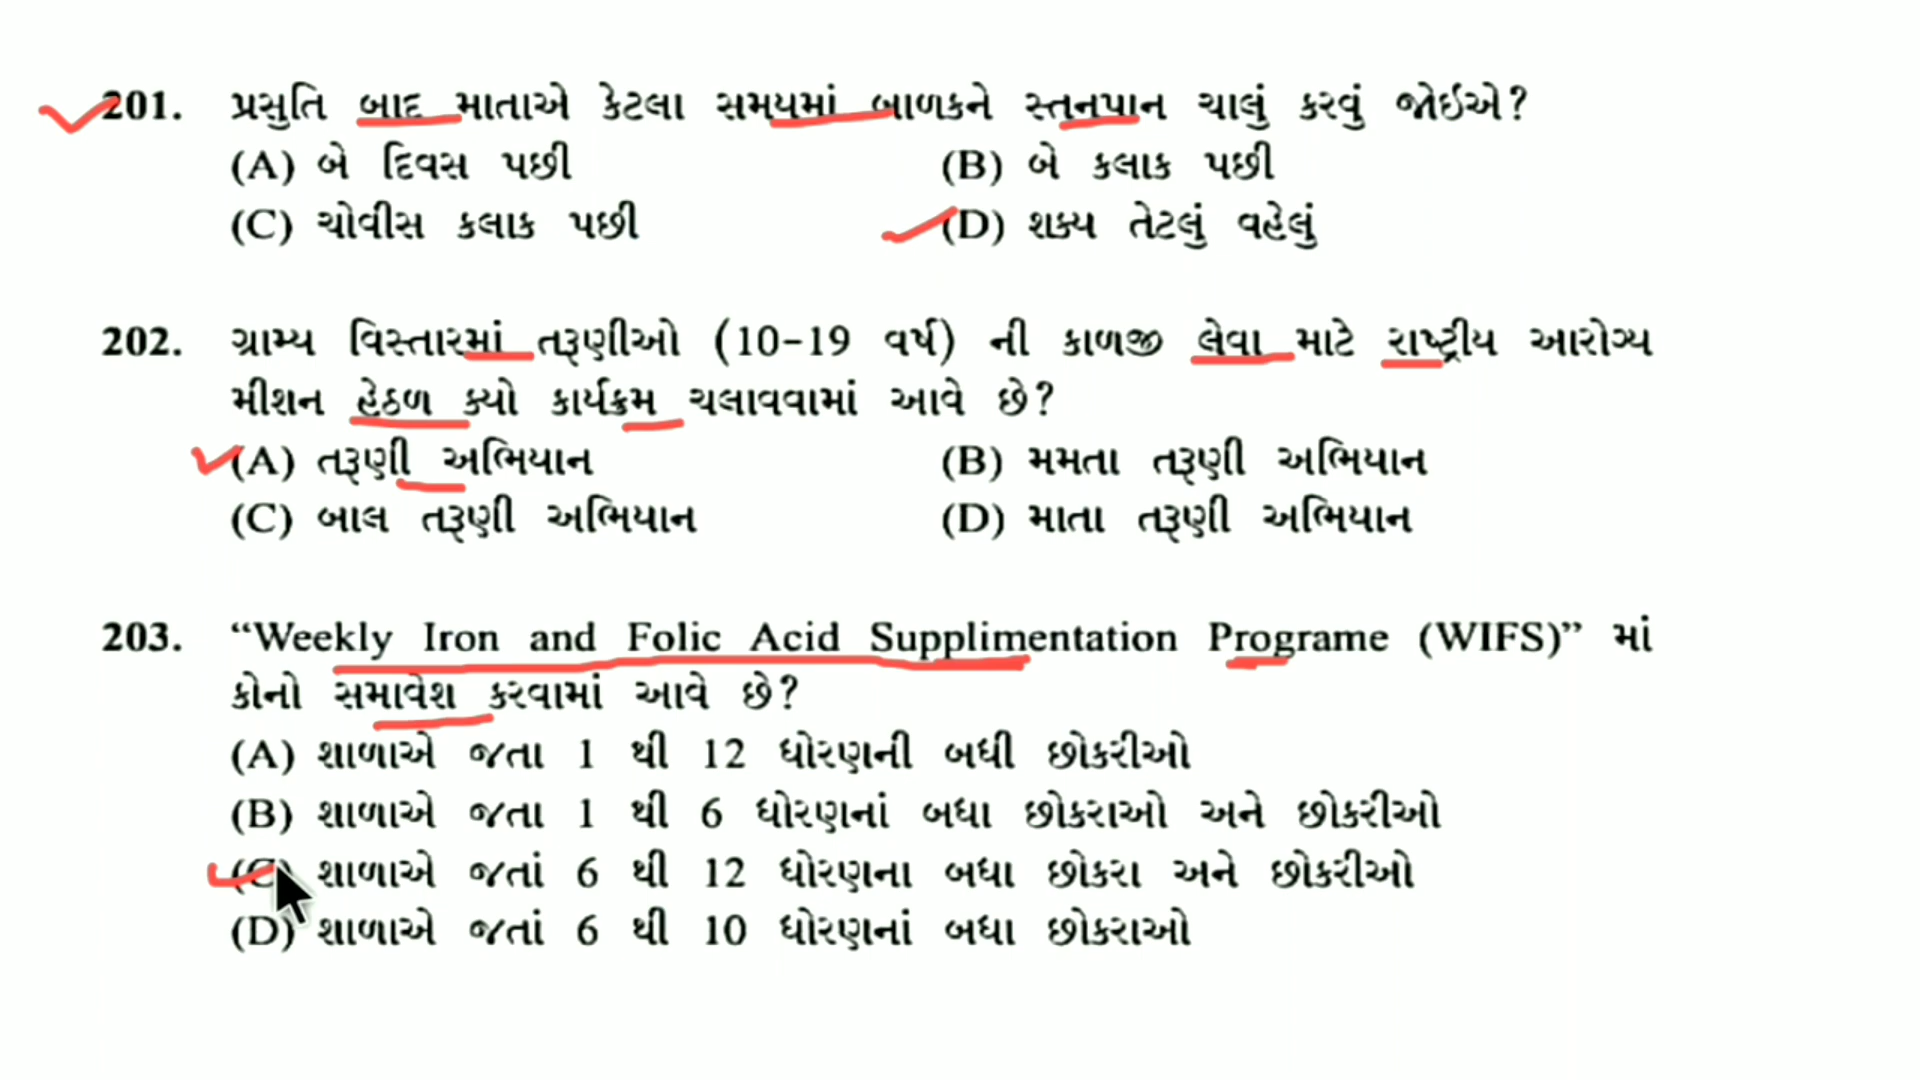 201. પ્રસુતિ બાદ માતાએ કેટલા સમયમાં બાળકને સ્તનપાન ચાલું કરવું જોઇએ?
(A) બે દિવસ પછી (B) બે કલાક પછી
(C) ચોવીસ કલાક પછી (D) શક્ય તેટલું વહેલું
202. ગ્રામ્ય વિસ્તારમાં તરૂણીઓ (10-19 વર્ષ) ની કાળજી લેવા માટે રાષ્ટ્રીય આરોગ્ય
મીશન હેઠળ ક્યો કાર્યક્રમ ચલાવવામાં આવે છે?
(A) તરૂણી અભિયાન (B) મમતા તરૂણી અભિયાન
(C) બાલ તરૂણી અભિયાન (D) માતા તરૂણી અભિયાન
203. “Weekly Iron and Folic Acid Supplimentation Programe (WIFS)” માં
કોનો સમાવેશ કરવામાં આવે છે?
(A) શાળાએ જતા 1 થી 12 ધોરણની બધી છોકરીઓ
(B) શાળાએ જતા 1 થી 6 ધોરણનાં બધા છોકરાઓ અને છોકરીઓ
(C) શાળાએ જતાં 6 થી 12 ધોરણના બધા છોકરા અને છોકરીઓ
(D) શાળાએ જતાં 6 થી 10 ધોરણનાં બધા છોકરાઓ